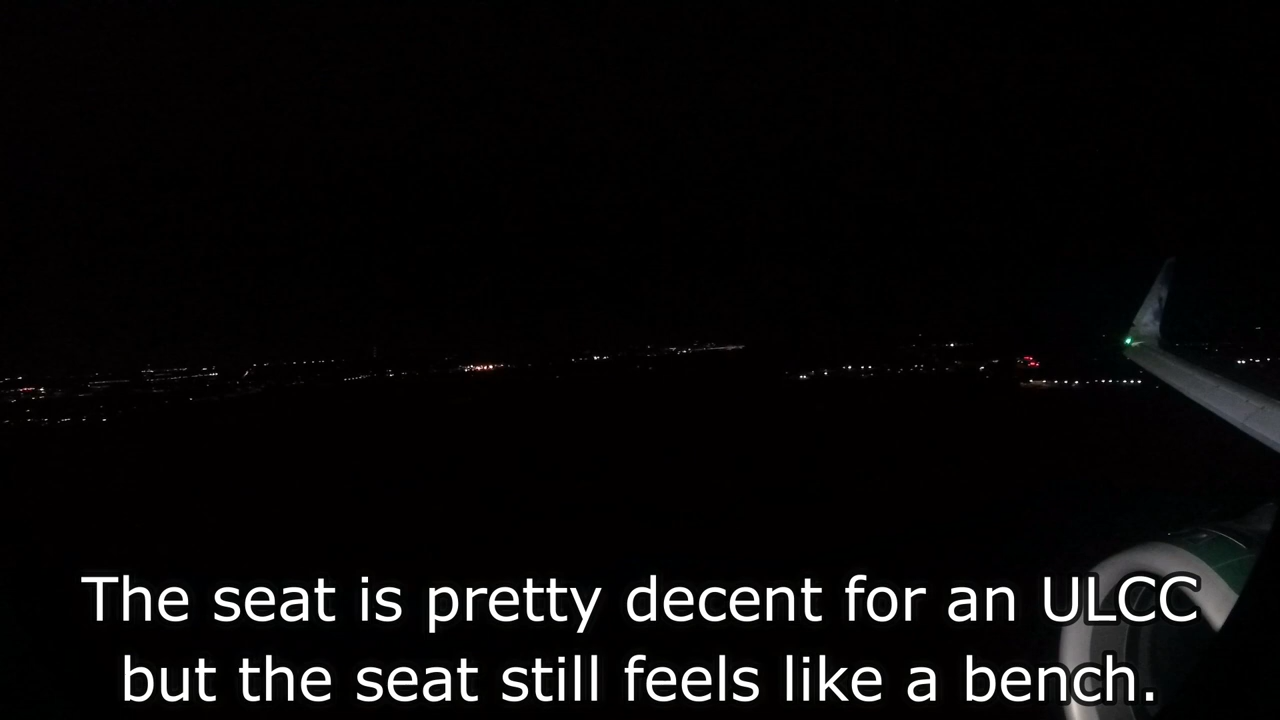 The seat is pretty decent for an ULCC
but the seat still feels like a bench.